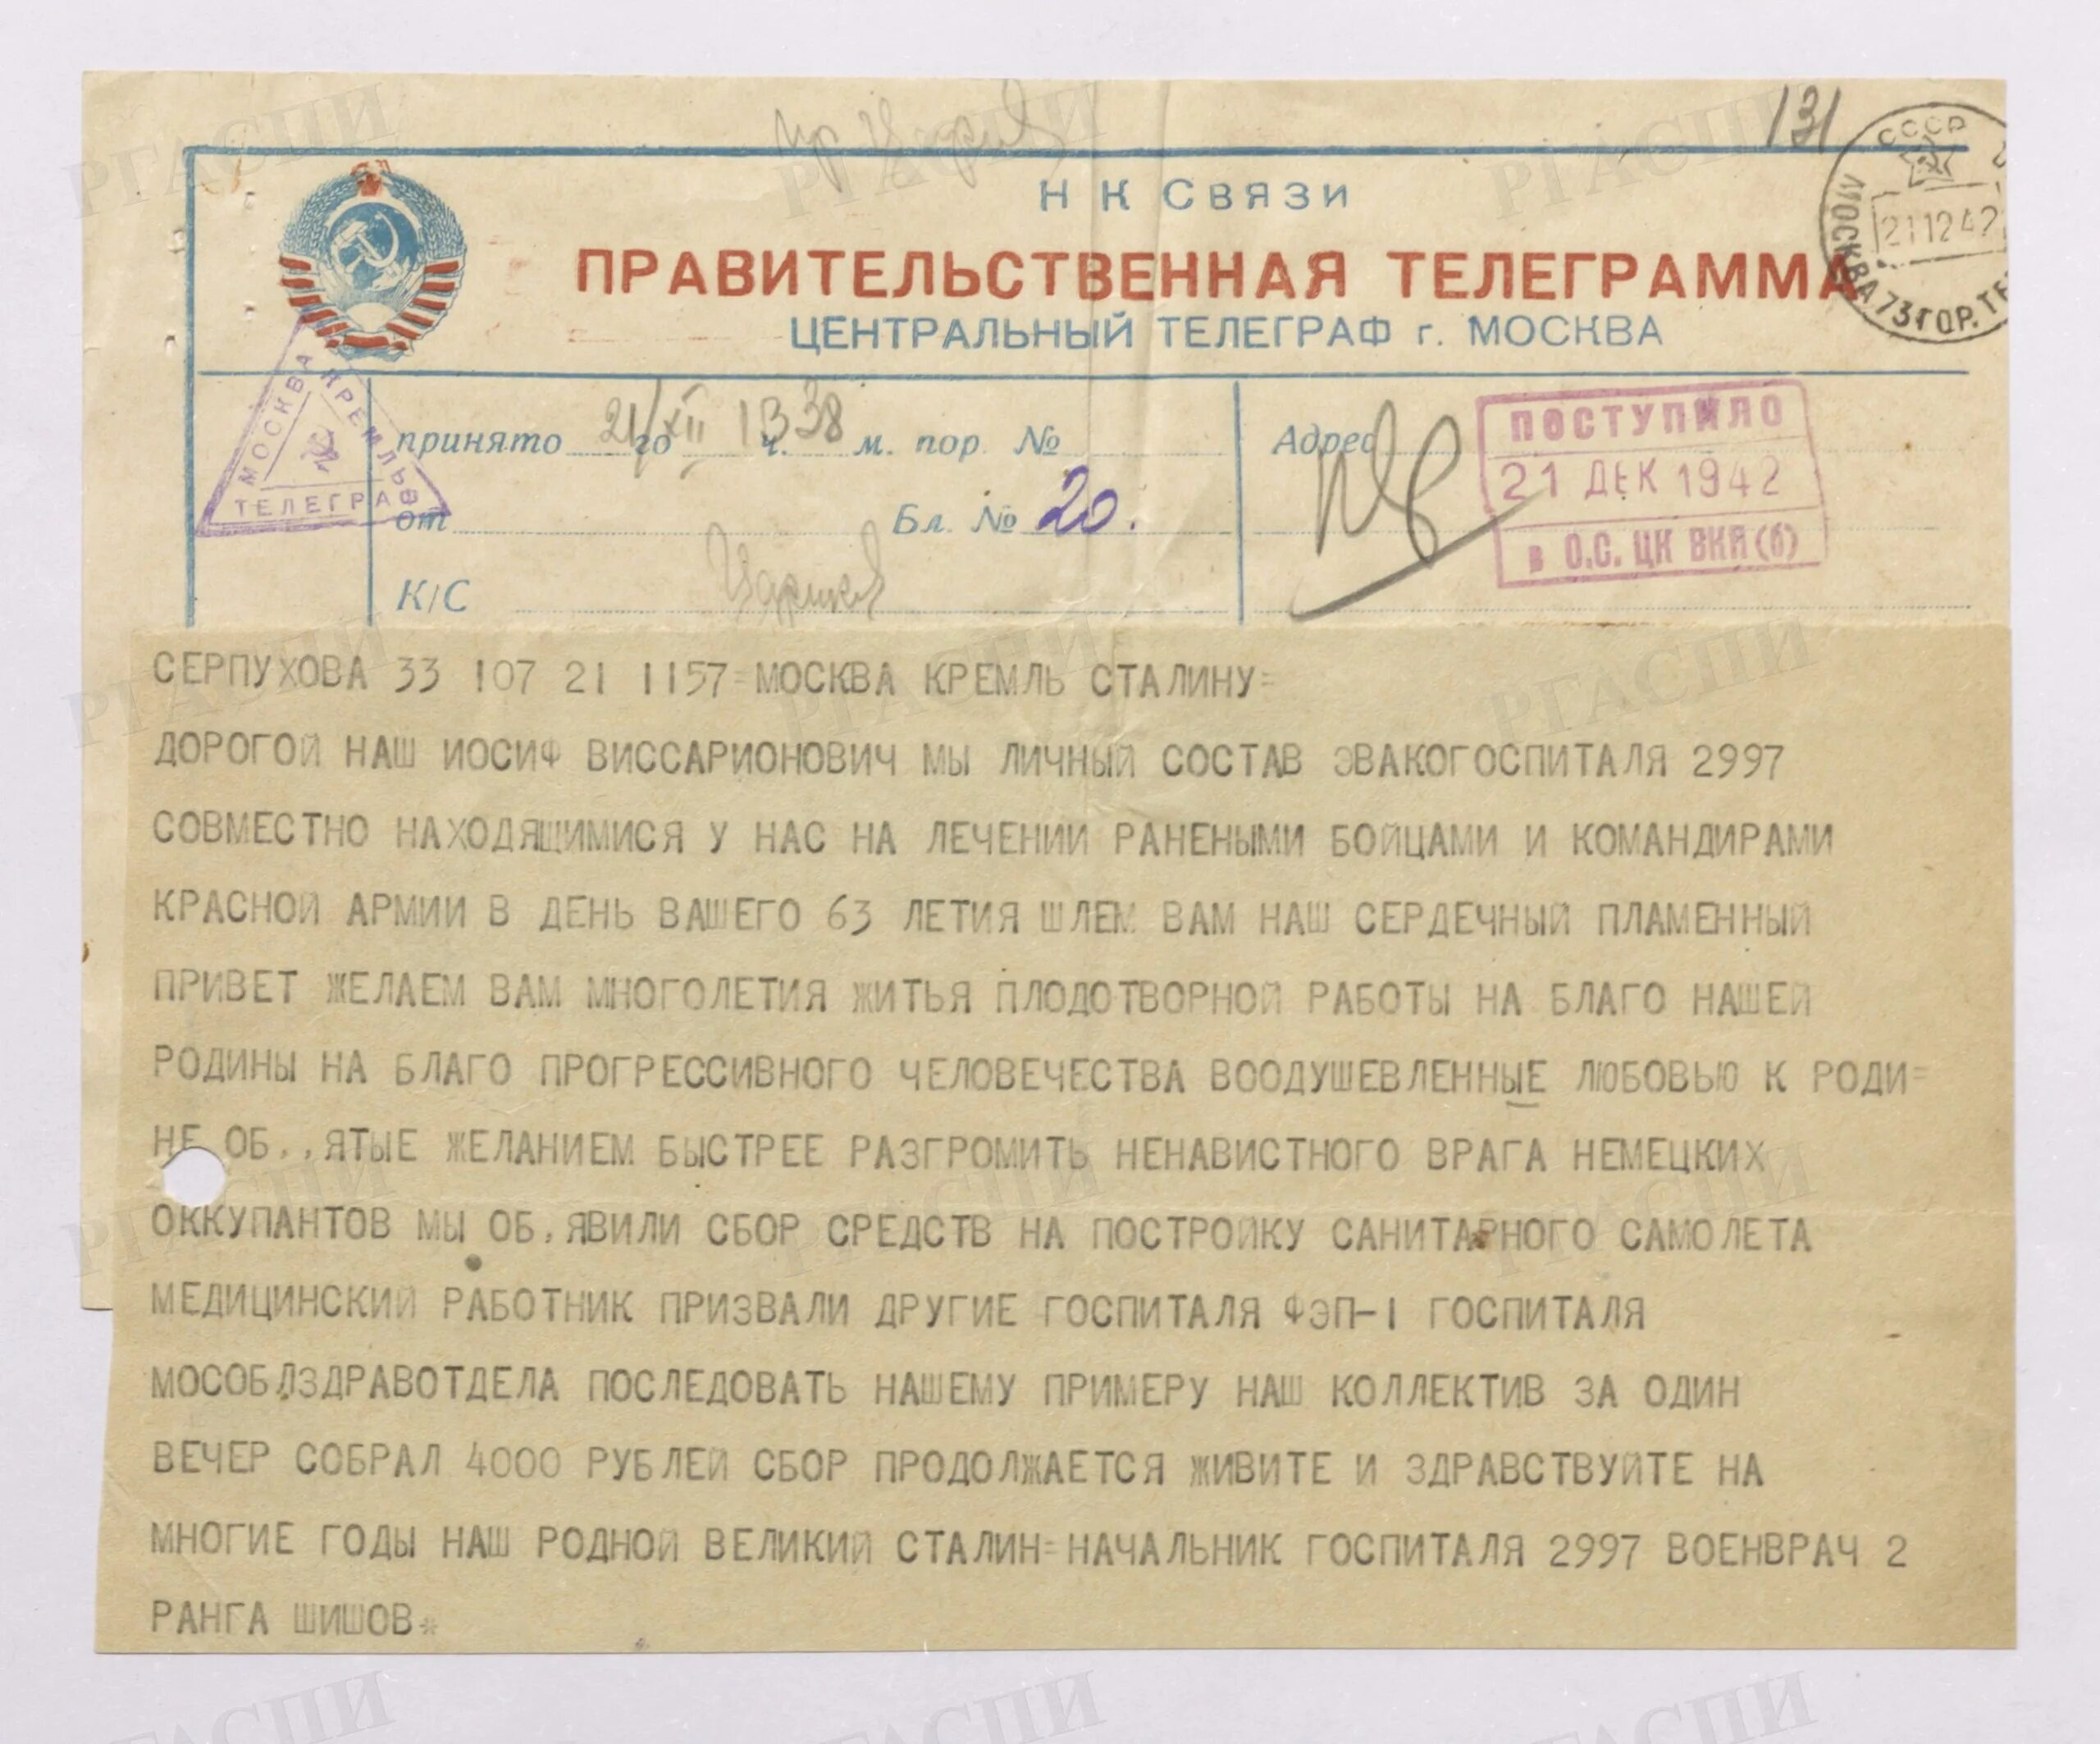 131
СССР
МОСКВА 73 ГОР. ТЕ
21 12 42
Н К СВЯЗИ
ПРАВИТЕЛЬСТВЕННАЯ ТЕЛЕГРАММА
ЦЕНТРАЛЬНЫЙ ТЕЛЕГРАФ г. МОСКВА
МОСКВА КРЕМЛЬ
ТЕЛЕГРАФ
принято 21/XII го 13 ч. 38 м. пор. №
Адрес
ПОСТУПИЛО
21 ДЕК 1942
в О.С. ЦК ВКП(б)
от Бл. № 20.
К/С
СЕРПУХОВА 33 107 21 1157=МОСКВА КРЕМЛЬ СТАЛИНУ=
ДОРОГОЙ НАШ ИОСИФ ВИССАРИОНОВИЧ МЫ ЛИЧНЫЙ СОСТАВ ЭВАКОГОСПИТАЛЯ 2997
СОВМЕСТНО НАХОДЯЩИМИСЯ У НАС НА ЛЕЧЕНИИ РАНЕНЫМИ БОЙЦАМИ И КОМАНДИРАМИ
КРАСНОЙ АРМИИ В ДЕНЬ ВАШЕГО 63 ЛЕТИЯ ШЛЕМ ВАМ НАШ СЕРДЕЧНЫЙ ПЛАМЕННЫЙ
ПРИВЕТ ЖЕЛАЕМ ВАМ МНОГОЛЕТИЯ ЖИТЬЯ ПЛОДОТВОРНОЙ РАБОТЫ НА БЛАГО НАШЕЙ
РОДИНЫ НА БЛАГО ПРОГРЕССИВНОГО ЧЕЛОВЕЧЕСТВА ВООДУШЕВЛЕННЫЕ ЛЮБОВЬЮ К РОДИ=
НЕ ОБ,,ЯТЫЕ ЖЕЛАНИЕМ БЫСТРЕЕ РАЗГРОМИТЬ НЕНАВИСТНОГО ВРАГА НЕМЕЦКИХ
ОККУПАНТОВ МЫ ОБ,ЯВИЛИ СБОР СРЕДСТВ НА ПОСТРОЙКУ САНИТАРНОГО САМОЛЕТА
МЕДИЦИНСКИЙ РАБОТНИК ПРИЗВАЛИ ДРУГИЕ ГОСПИТАЛЯ ФЭП-1 ГОСПИТАЛЯ
МОСОБЛЗДРАВОТДЕЛА ПОСЛЕДОВАТЬ НАШЕМУ ПРИМЕРУ НАШ КОЛЛЕКТИВ ЗА ОДИН
ВЕЧЕР СОБРАЛ 4000 РУБЛЕЙ СБОР ПРОДОЛЖАЕТСЯ ЖИВИТЕ И ЗДРАВСТВУЙТЕ НА
МНОГИЕ ГОДЫ НАШ РОДНОЙ ВЕЛИКИЙ СТАЛИН=НАЧАЛЬНИК ГОСПИТАЛЯ 2997 ВОЕНВРАЧ 2
РАНГА ШИШОВ*
РГАСПИ